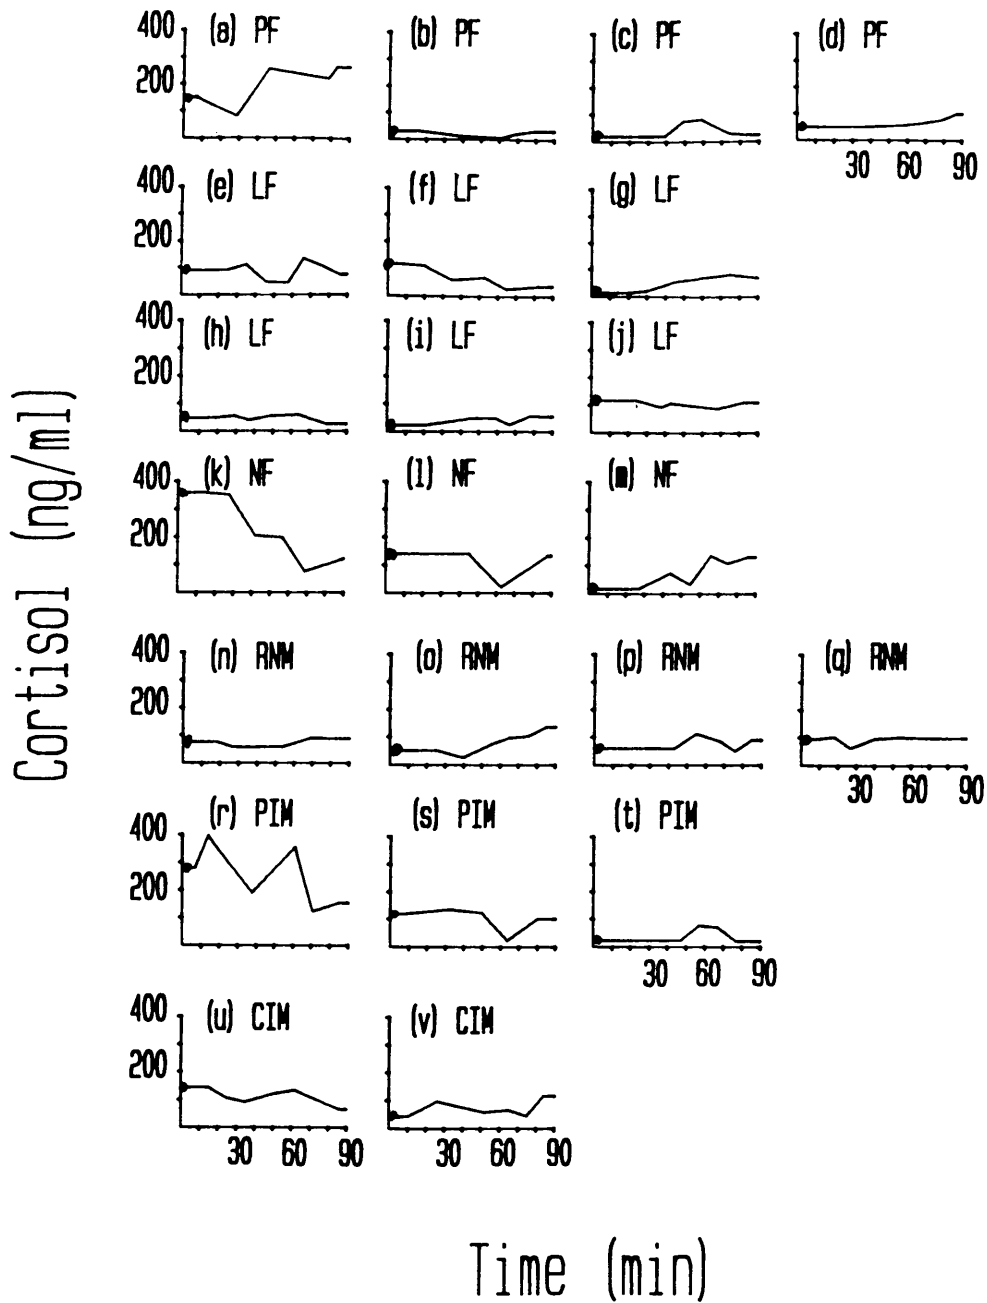 400 (a) PF (b) PF (c) PF (d) PF
200
30 60 90
400 (e) LF (f) LF (g) LF
200
400 (h) LF (i) LF (j) LF
200
400 (k) NF (l) NF (m) NF
200
400 (n) RNM (o) RNM (p) RNM (q) RNM
200
30 60 90
400 (r) PIM (s) PIM (t) PIM
200
30 60 90
400 (u) CIM (v) CIM
200
30 60 90 30 60 90
Cortisol (ng/ml)
Time (min)